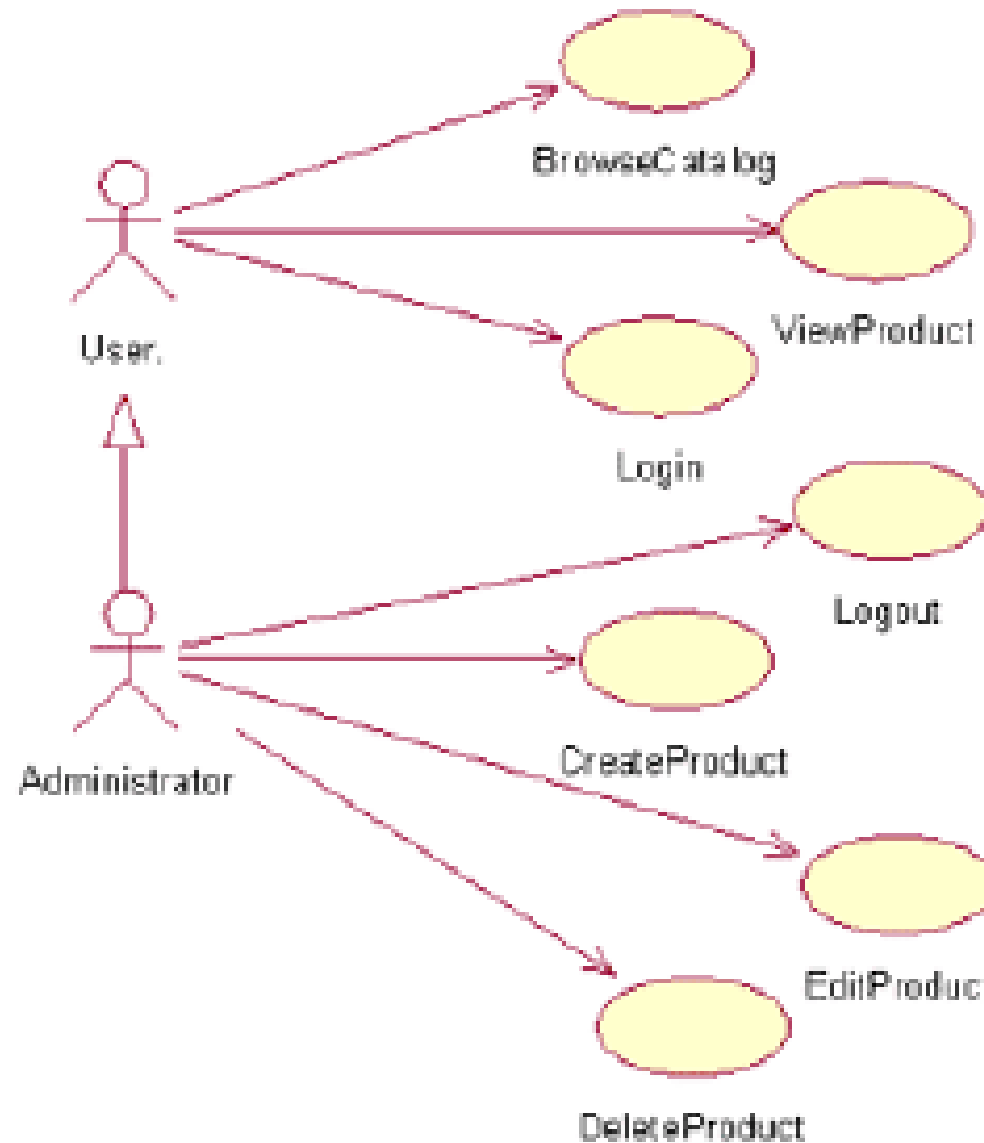 BrowseCatalog
ViewProduct
User.
Login
Logout
CreateProduct
Administrator
EditProduc
DeleteProduct